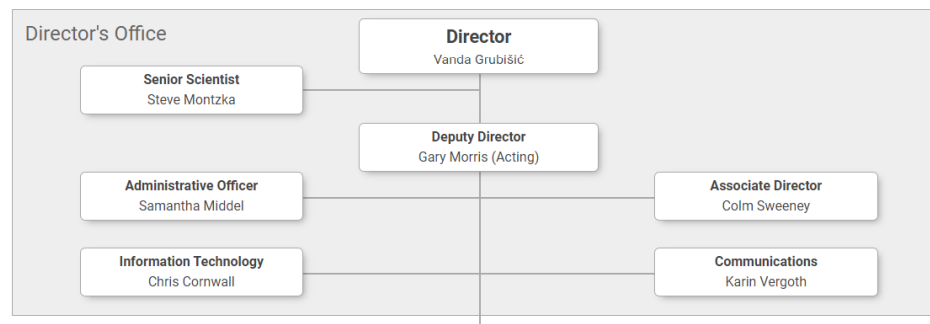 Director's Office
Director
Vanda Grubišić
Senior Scientist
Steve Montzka
Deputy Director
Gary Morris (Acting)
Administrative Officer
Samantha Middel
Associate Director
Colm Sweeney
Information Technology
Chris Cornwall
Communications
Karin Vergoth